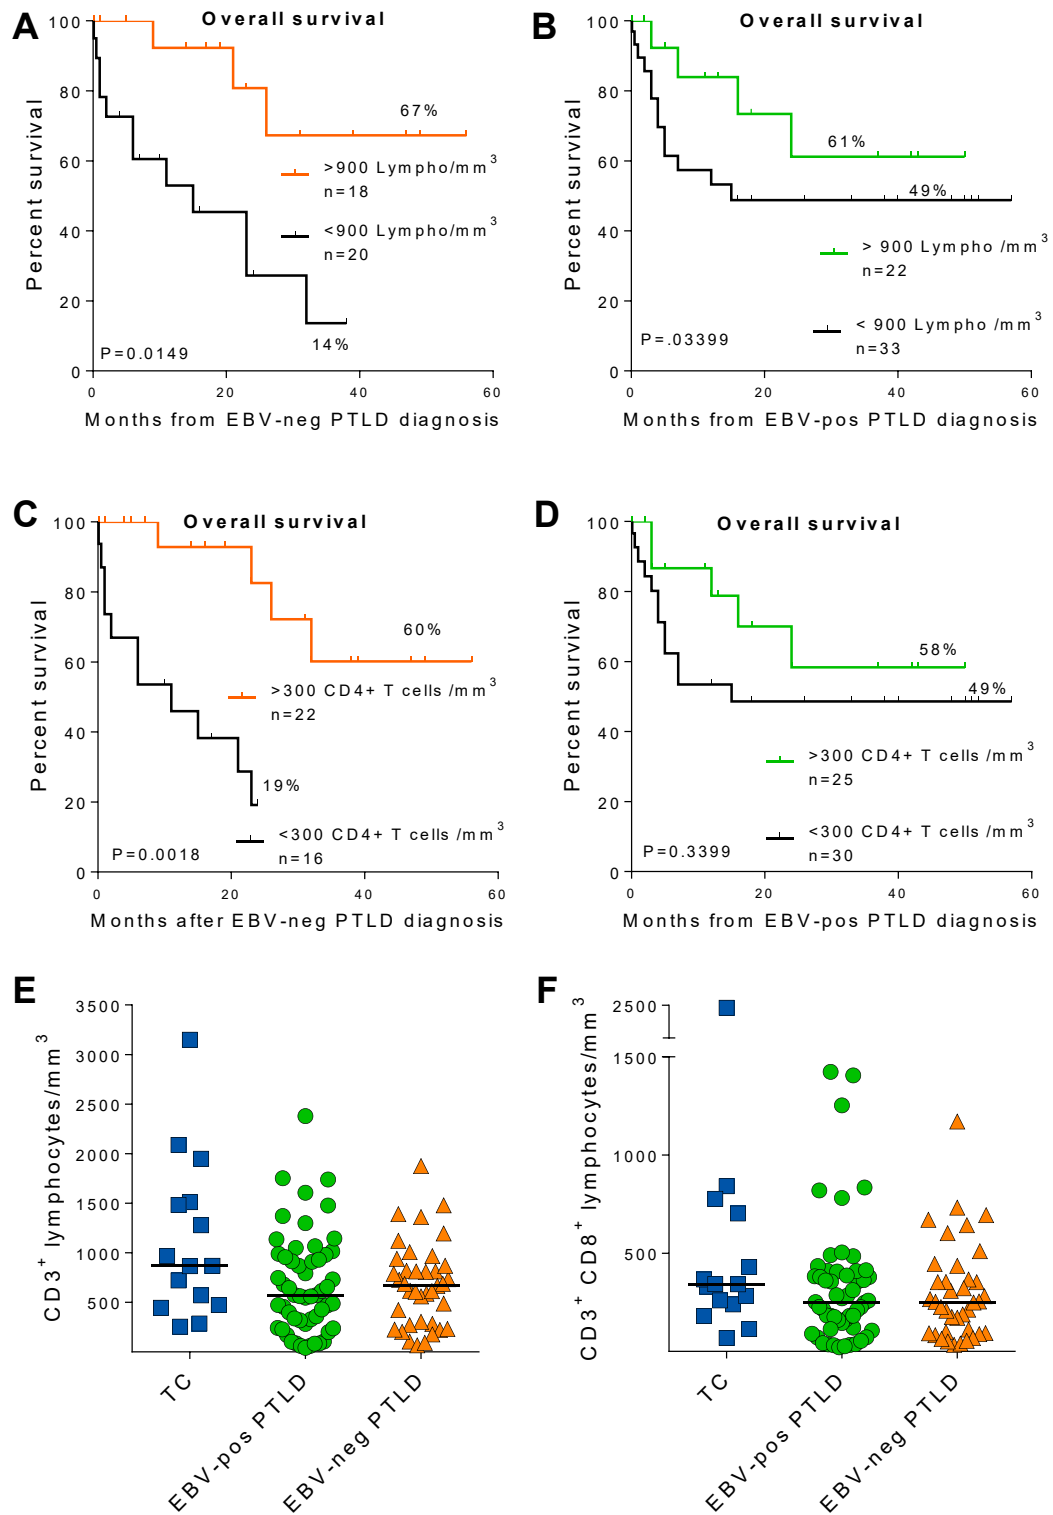 A
Overall survival
100
80
60
40
20
0
Percent survival
67%
>900 Lympho/mm³
n=18
<900 Lympho/mm³
n=20
14%
P=0.0149
0 20 40 60
Months from EBV-neg PTLD diagnosis
B
Overall survival
100
80
60
40
20
0
Percent survival
61%
49%
> 900 Lympho /mm³
n=22
< 900 Lympho /mm³
n=33
P=.03399
0 20 40 60
Months from EBV-pos PTLD diagnosis
C
Overall survival
100
80
60
40
20
0
Percent survival
60%
>300 CD4+ T cells /mm³
n=22
19%
<300 CD4+ T cells /mm³
n=16
P=0.0018
0 20 40 60
Months after EBV-neg PTLD diagnosis
D
Overall survival
100
80
60
40
20
0
Percent survival
58%
49%
>300 CD4+ T cells /mm³
n=25
<300 CD4+ T cells /mm³
n=30
P=0.3399
0 20 40 60
Months from EBV-pos PTLD diagnosis
E
CD3⁺ lymphocytes/mm³
3500
3000
2500
2000
1500
1000
500
TC
EBV-pos PTLD
EBV-neg PTLD
F
CD3⁺ CD8⁺ lymphocytes/mm³
2500
1500
1000
500
TC
EBV-pos PTLD
EBV-neg PTLD